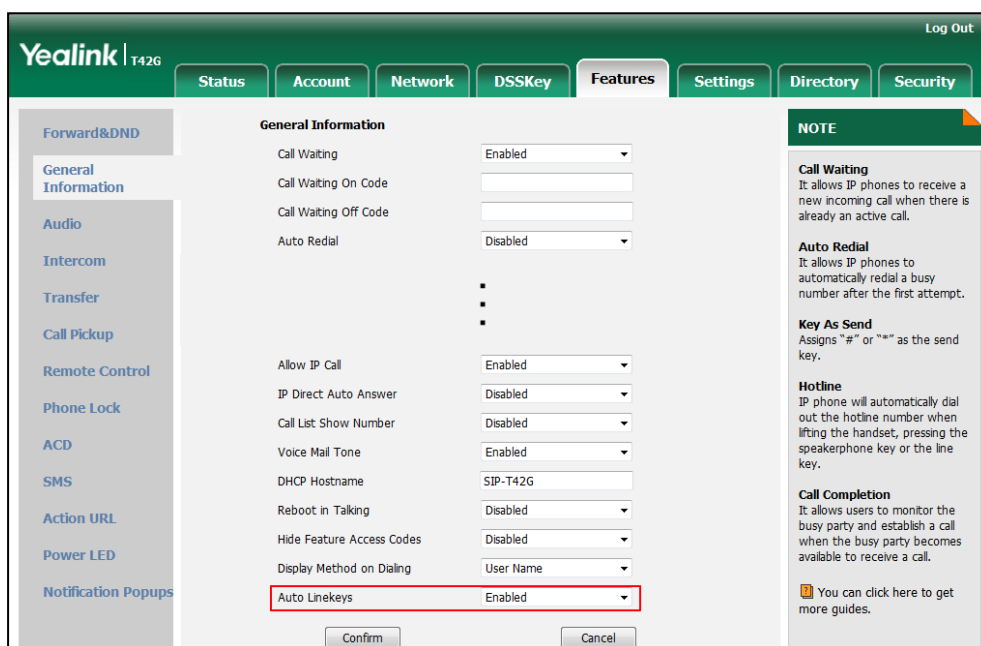 Log Out
Yealink T42G
Status Account Network DSSKey Features Settings Directory Security
Forward&DND
General
Information
Audio
Intercom
Transfer
Call Pickup
Remote Control
Phone Lock
ACD
SMS
Action URL
Power LED
Notification Popups
General Information
Call Waiting Enabled
Call Waiting On Code
Call Waiting Off Code
Auto Redial Disabled
Allow IP Call Enabled
IP Direct Auto Answer Disabled
Call List Show Number Disabled
Voice Mail Tone Enabled
DHCP Hostname SIP-T42G
Reboot in Talking Disabled
Hide Feature Access Codes Disabled
Display Method on Dialing User Name
Auto Linekeys Enabled
Confirm Cancel
NOTE
Call Waiting
It allows IP phones to receive a
new incoming call when there is
already an active call.
Auto Redial
It allows IP phones to
automatically redial a busy
number after the first attempt.
Key As Send
Assigns "#" or "*" as the send
key.
Hotline
IP phone will automatically dial
out the hotline number when
lifting the handset, pressing the
speakerphone key or the line
key.
Call Completion
It allows users to monitor the
busy party and establish a call
when the busy party becomes
available to receive a call.
You can click here to get
more guides.